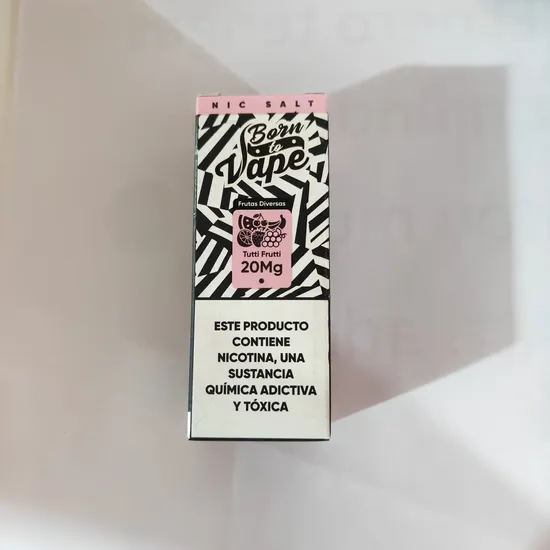 NIC SALT
Born
to
Vape
Frutas Diversas
Tutti Frutti
20Mg
ESTE PRODUCTO
CONTIENE
NICOTINA, UNA
SUSTANCIA
QUÍMICA ADICTIVA
Y TÓXICA